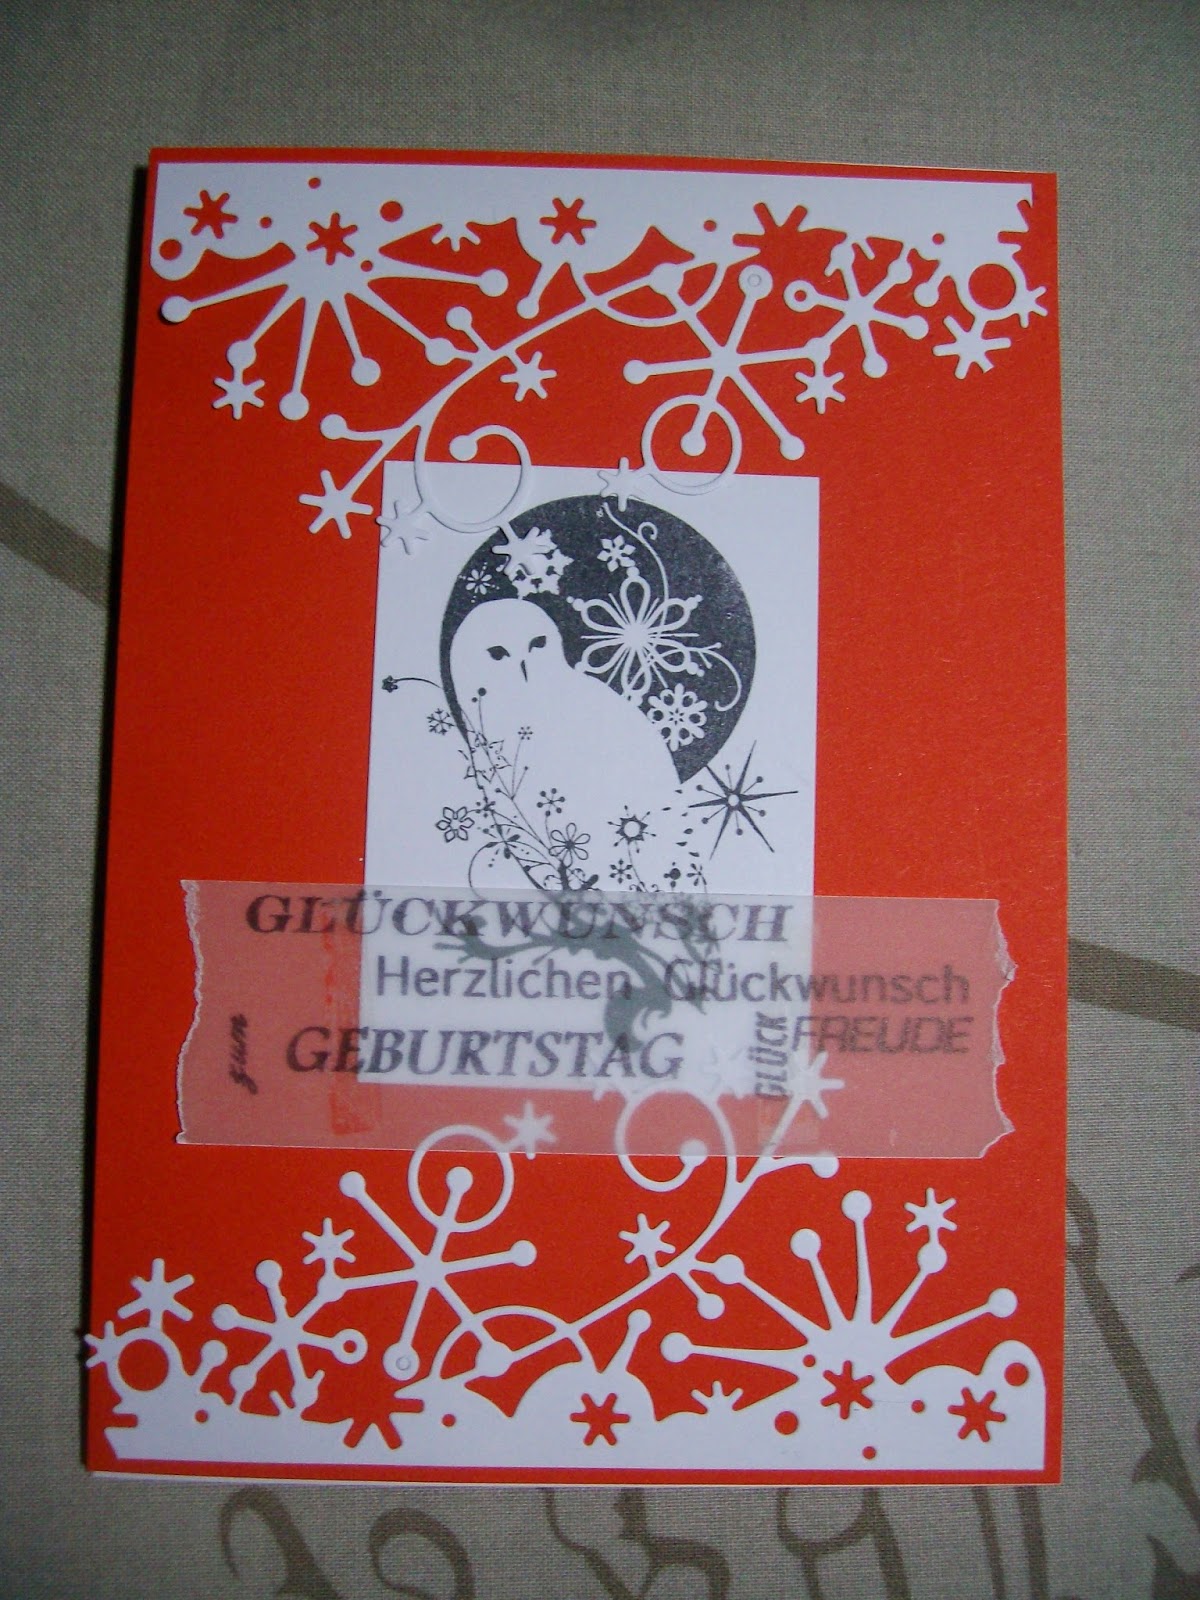 GLÜCKWUNSCH
Herzlichen Glückwunsch
zum GEBURTSTAG
GLÜCK FREUDE